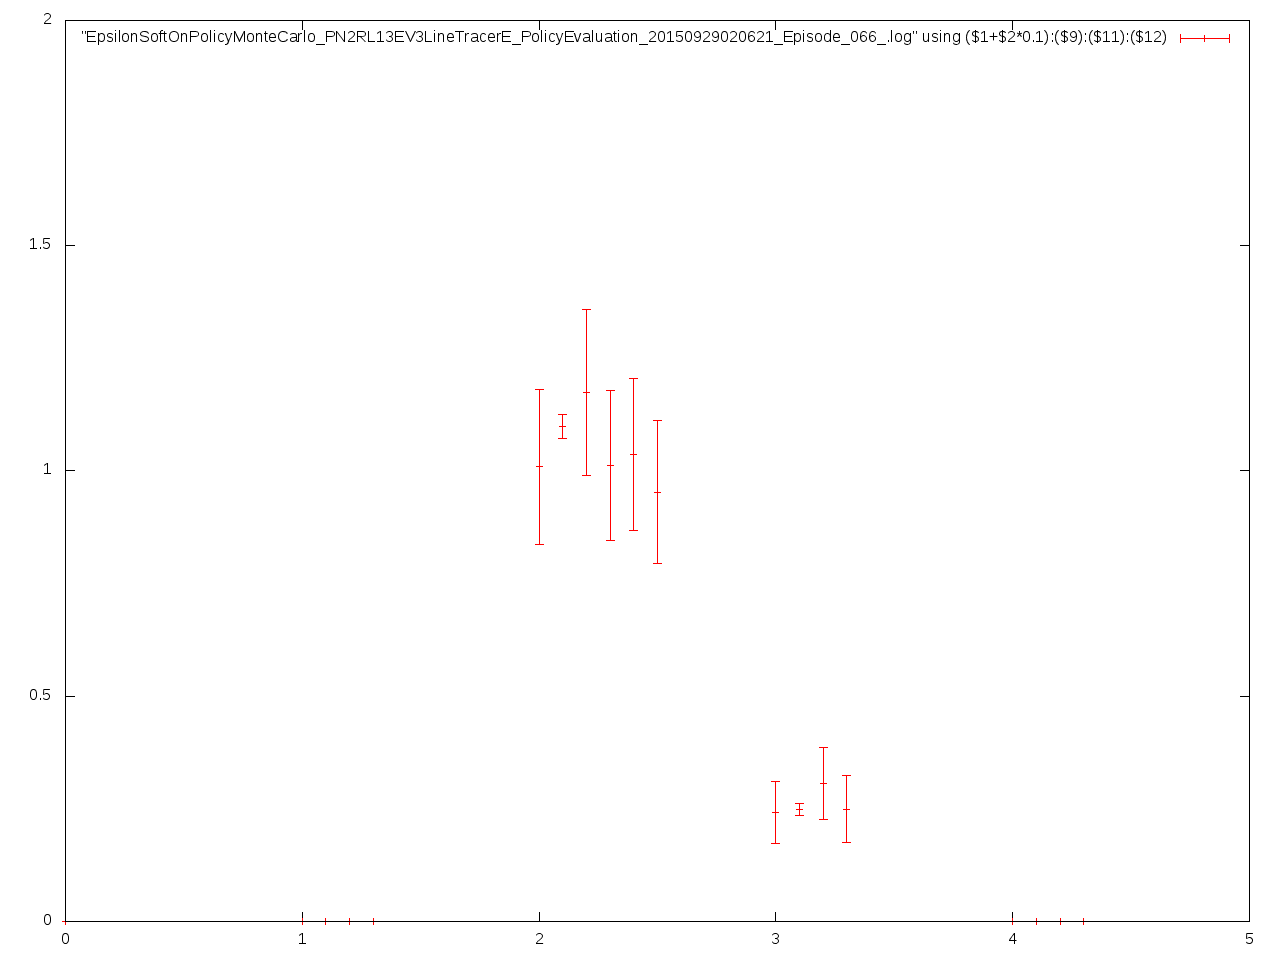 2
"EpsilonSoftOnPolicyMonteCarlo_PN2RL13EV3LineTracerE_PolicyEvaluation_20150929020621_Episode_066_.log" using ($1+$2*0.1):($9):($11):($12)
1.5
1
0.5
0
0 1 2 3 4 5